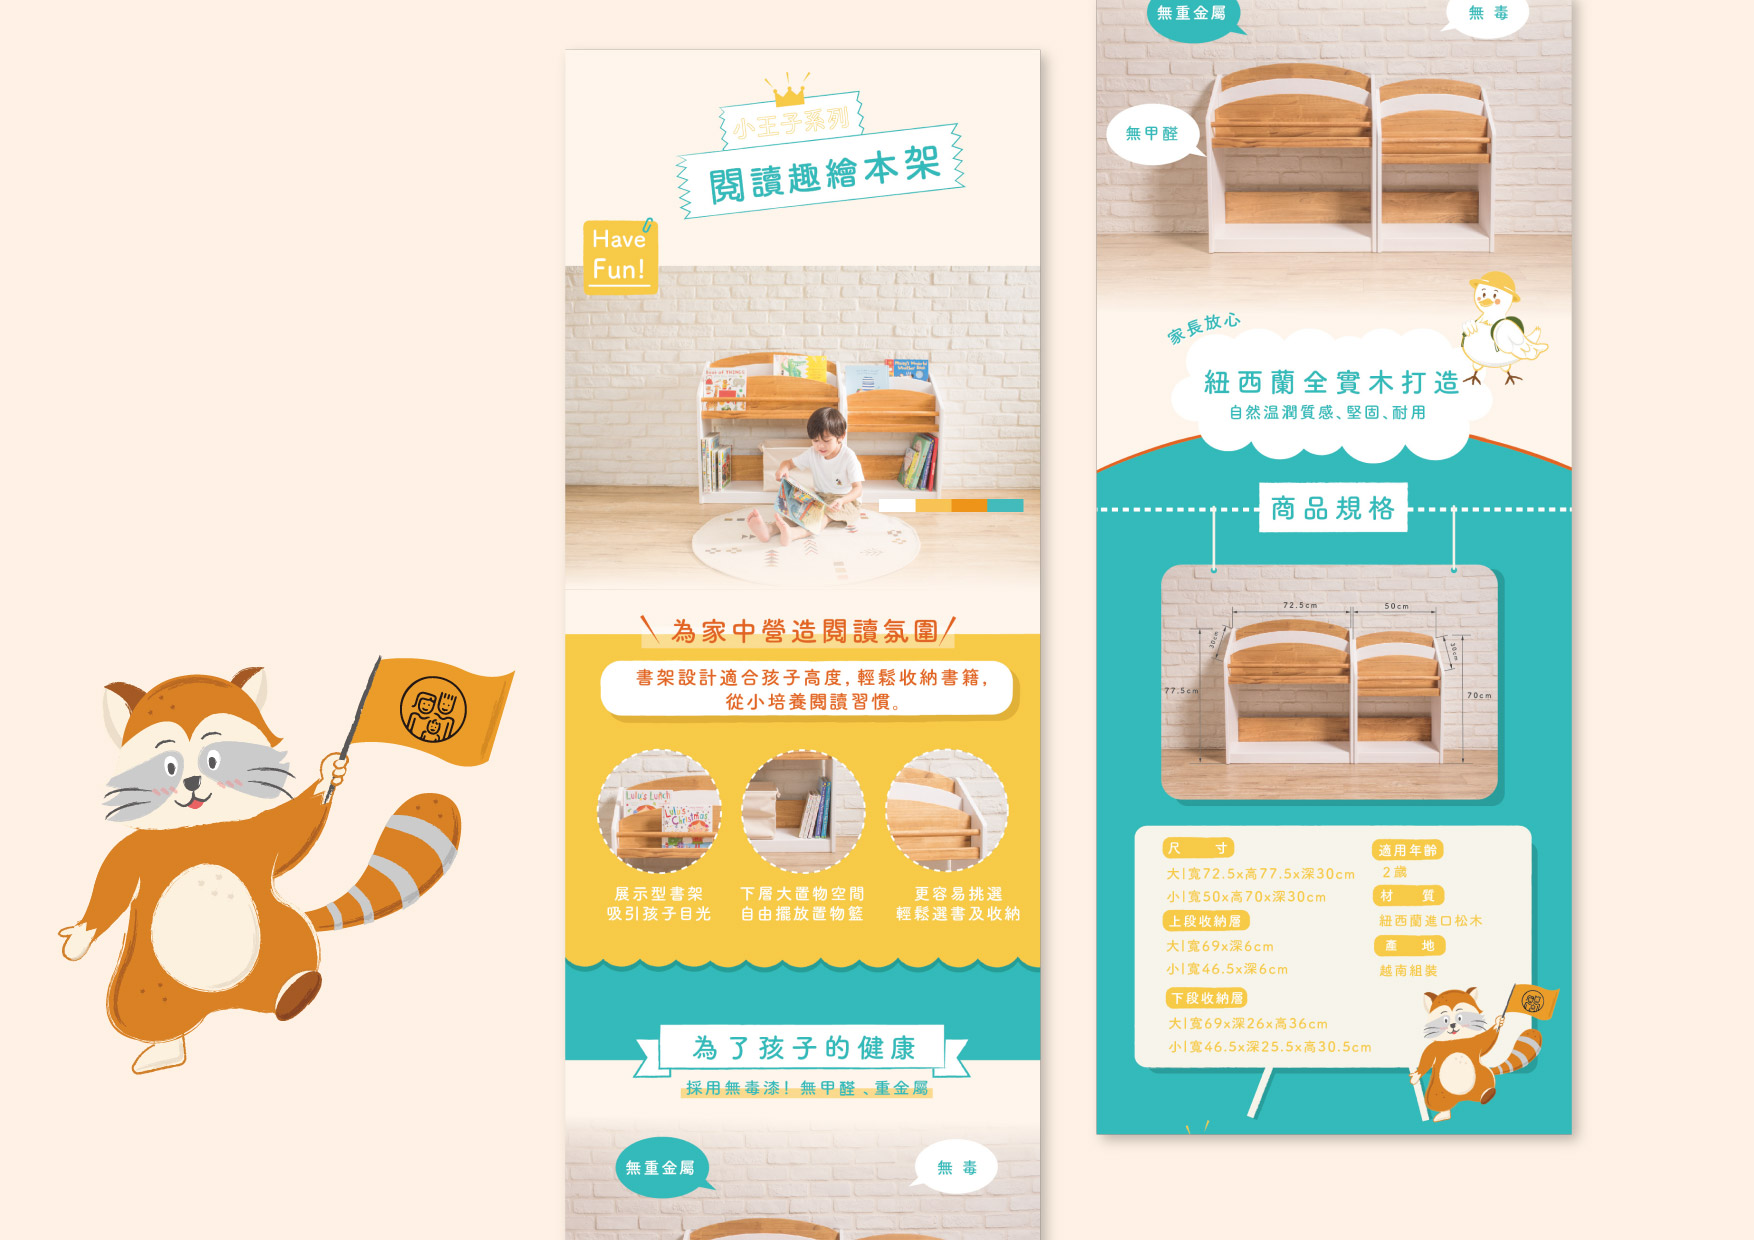 小王子系列
閱讀趣繪本架
Have
Fun!
為家中營造閱讀氛圍
書架設計適合孩子高度,輕鬆收納書籍,
從小培養閱讀習慣。
Lulu's Lunch
Lulu's
Christmas
展示型書架
吸引孩子目光
下層大置物空間
自由擺放置物籃
更容易挑選
輕鬆選書及收納
為了孩子的健康
採用無毒漆!無甲醛、重金屬
無重金屬
無毒
無重金屬
無毒
無甲醛
家長放心
紐西蘭全實木打造
自然温潤質感、堅固、耐用
商品規格
72.5cm
50cm
30cm
30cm
77.5cm
70cm
尺寸
大|寬72.5x高77.5x深30cm
小|寬50x高70x深30cm
上段收納層
大|寬69x深6cm
小|寬46.5x深6cm
下段收納層
大|寬69x深26x高36cm
小|寬46.5x深25.5x高30.5cm
適用年齡
2歲
材質
紐西蘭進口松木
產地
越南組裝